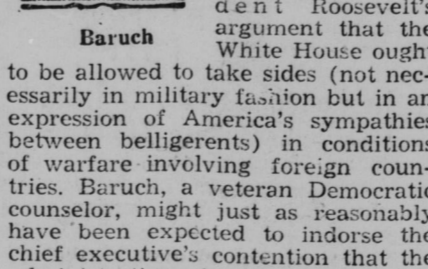 dent Roosevelt's
argument that the
Baruch
White House ough
to be allowed to take sides (not nec-
essarily in military fashion but in an
expression of America's sympathies
between belligerents) in conditions
of warfare involving foreign coun-
tries. Baruch, a veteran Democratic
counselor, might just as reasonably
have been expected to indorse the
chief executive's contention that the